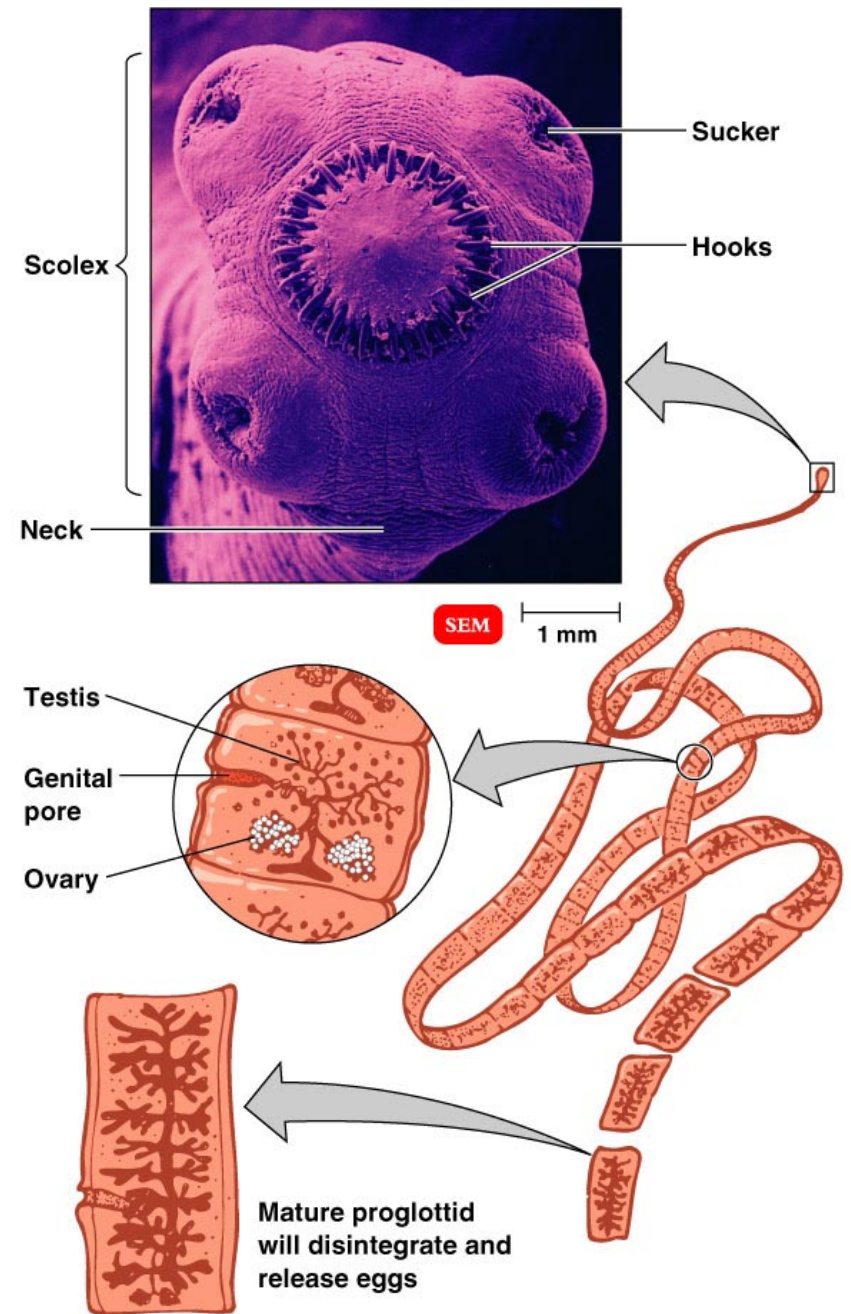 Sucker
Hooks
Scolex
Neck
SEM
1 mm
Testis
Genital
pore
Ovary
Mature proglottid
will disintegrate and
release eggs